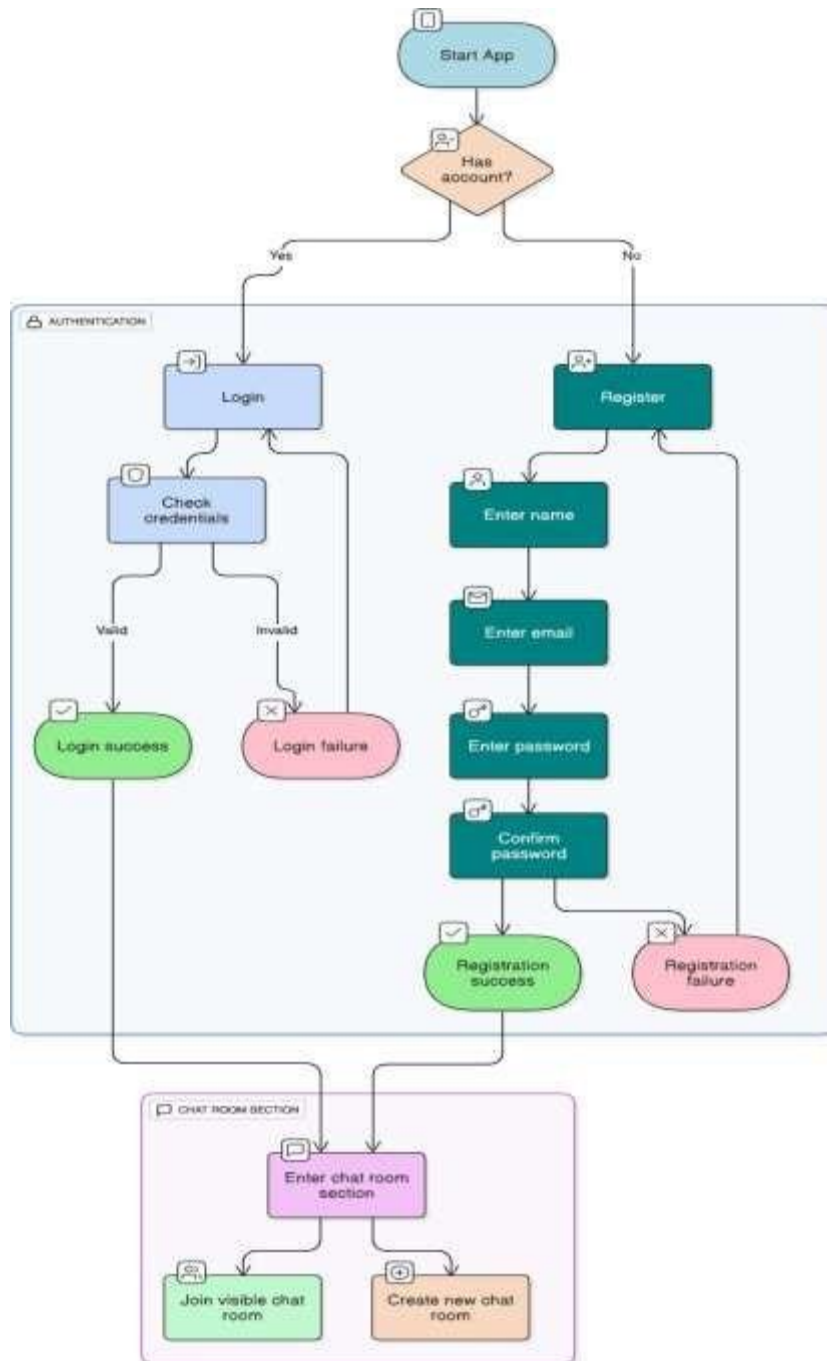 Start App
Has
account?
Yes
No
AUTHENTICATION
Login
Register
Check
credentials
Enter name
Valid
Invalid
Enter email
Login success
Login failure
Enter password
Confirm
password
Registration
success
Registration
failure
CHAT ROOM SECTION
Enter chat room
section
Join visible chat
room
Create new chat
room